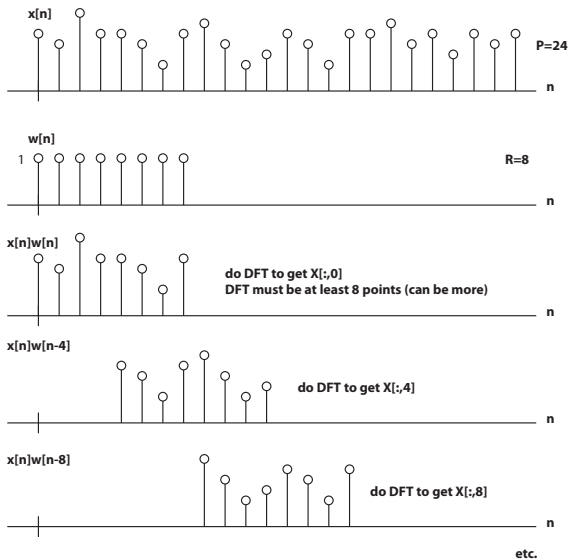 x[n]
P=24
n
w[n]
1
R=8
n
x[n]w[n]
do DFT to get X[:,0]
DFT must be at least 8 points (can be more)
n
x[n]w[n-4]
do DFT to get X[:,4]
n
x[n]w[n-8]
do DFT to get X[:,8]
n
etc.